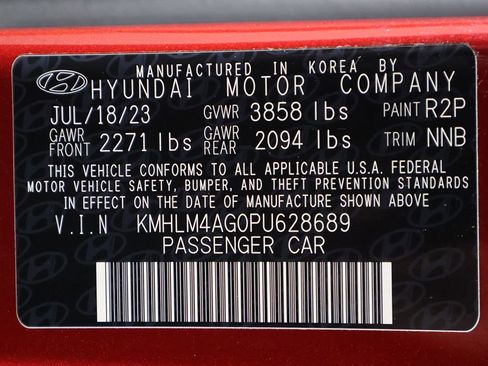 MANUFACTURED IN KOREA BY
HYUNDAI MOTOR COMPANY
JUL/18/23 GVWR 3858 lbs PAINT R2P
GAWR FRONT 2271 lbs GAWR REAR 2094 lbs TRIM NNB
THIS VEHICLE CONFORMS TO ALL APPLICABLE U.S.A. FEDERAL
MOTOR VEHICLE SAFETY, BUMPER, AND THEFT PREVENTION STANDARDS
IN EFFECT ON THE DATE OF MANUFACTURE SHOWN ABOVE
V.I.N KMHLM4AG0PU628689
PASSENGER CAR